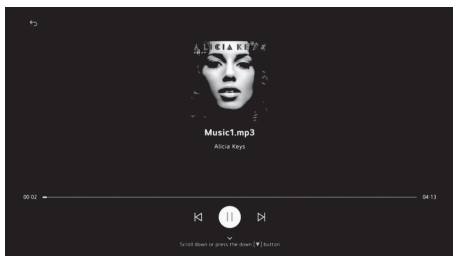 ALICIA KEYS
Music1.mp3
Alicia Keys
00:02
04:13
Scroll down or press the down [▼] button